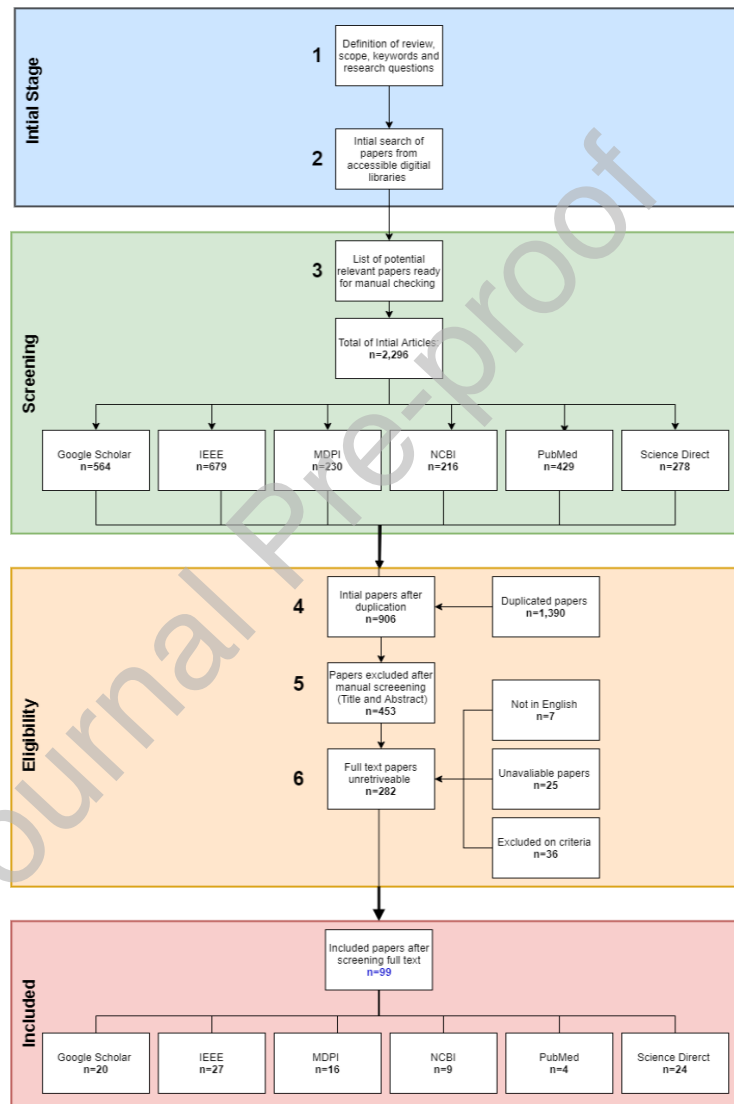 Intial Stage
1
Definition of review,
scope, keywords and
research questions
2
Intial search of
papers from
accessible digitial
libraries
Screening
3
List of potential
relevant papers ready
for manual checking
Total of Intial Articles:
n=2,296
Google Scholar
n=564
IEEE
n=679
MDPI
n=230
NCBI
n=216
PubMed
n=429
Science Direct
n=278
Eligibility
4
Intial papers after
duplication
n=906
Duplicated papers
n=1,390
5
Papers excluded after
manual screeening
(Title and Abstract)
n=453
6
Full text papers
unretriveable
n=282
Not in English
n=7
Unavaliable papers
n=25
Excluded on criteria
n=36
Included
Included papers after
screening full text
n=99
Google Scholar
n=20
IEEE
n=27
MDPI
n=16
NCBI
n=9
PubMed
n=4
Science Direrct
n=24
Journal Pre-proof